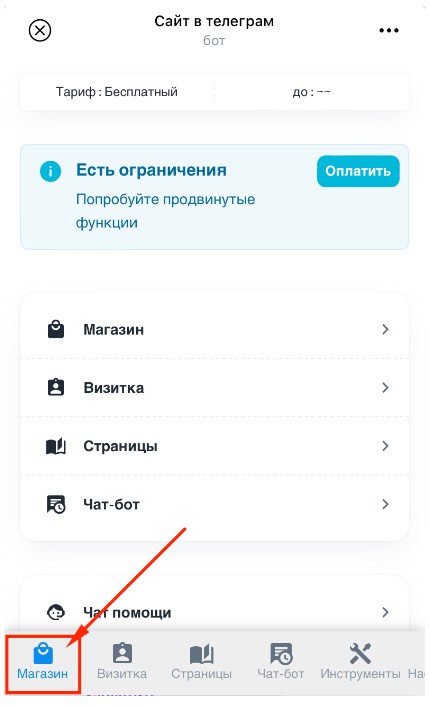 Сайт в телеграм
бот
Тариф : Бесплатный
до : ~~
Есть ограничения
Оплатить
Попробуйте продвинутые
функции
Магазин
Визитка
Страницы
Чат-бот
Чат помощи
Магазин
Визитка
Страницы
Чат-бот
Инструменты
На